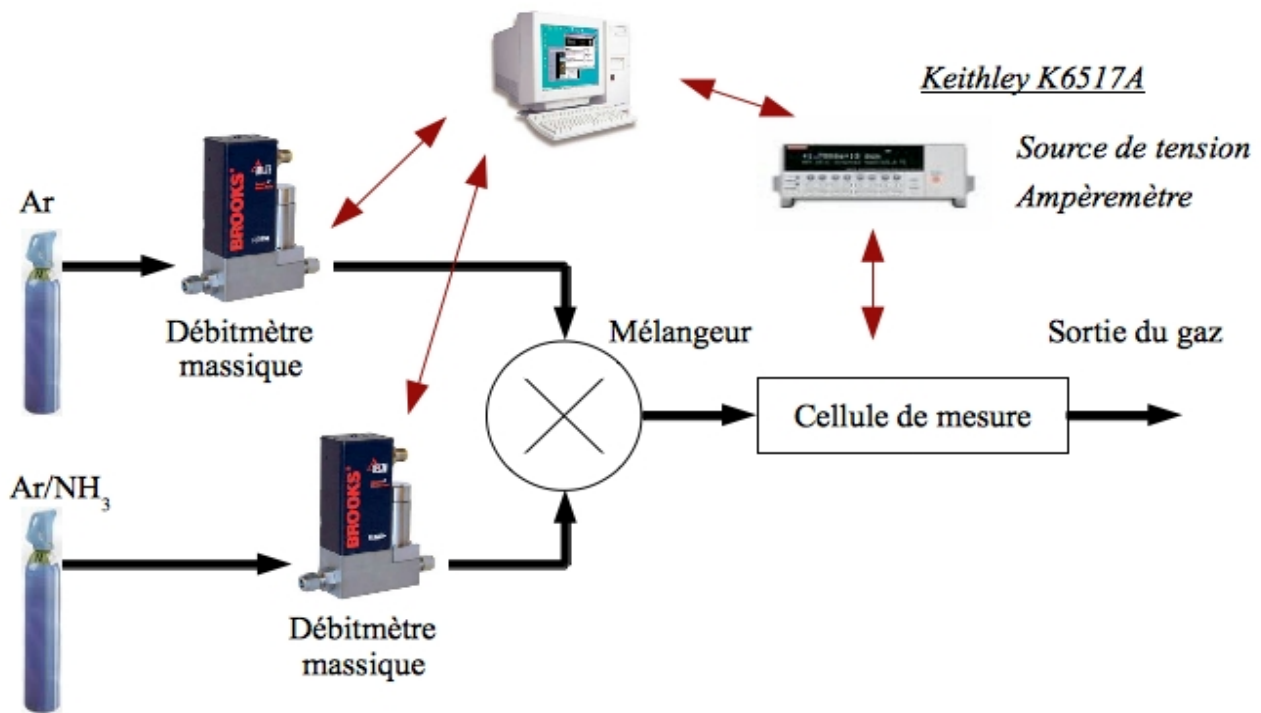 Keithley K6517A
Source de tension
Ampèremètre
Ar
BROOKS
Débitmètre
massique
Mélangeur
Sortie du gaz
Cellule de mesure
Ar/NH₃
BROOKS
Débitmètre
massique